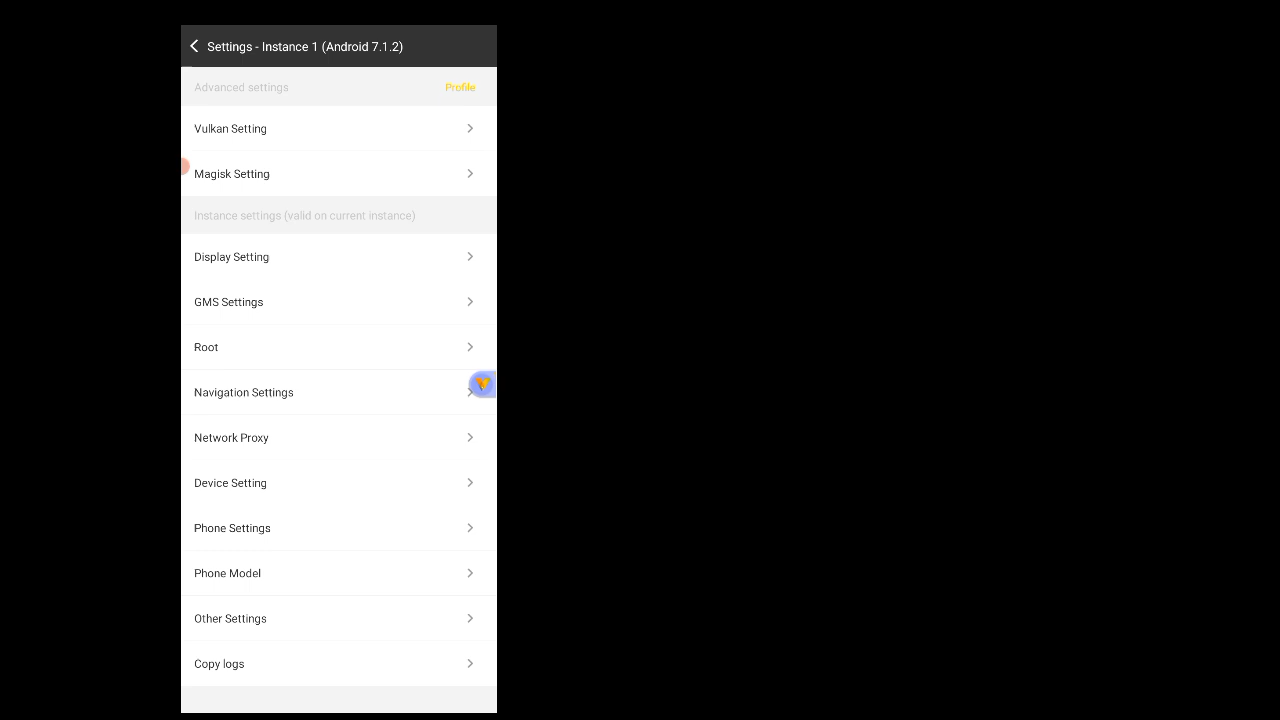 Settings - Instance 1 (Android 7.1.2)
Advanced settings Profile
Vulkan Setting
Magisk Setting
Instance settings (valid on current instance)
Display Setting
GMS Settings
Root
Navigation Settings
Network Proxy
Device Setting
Phone Settings
Phone Model
Other Settings
Copy logs